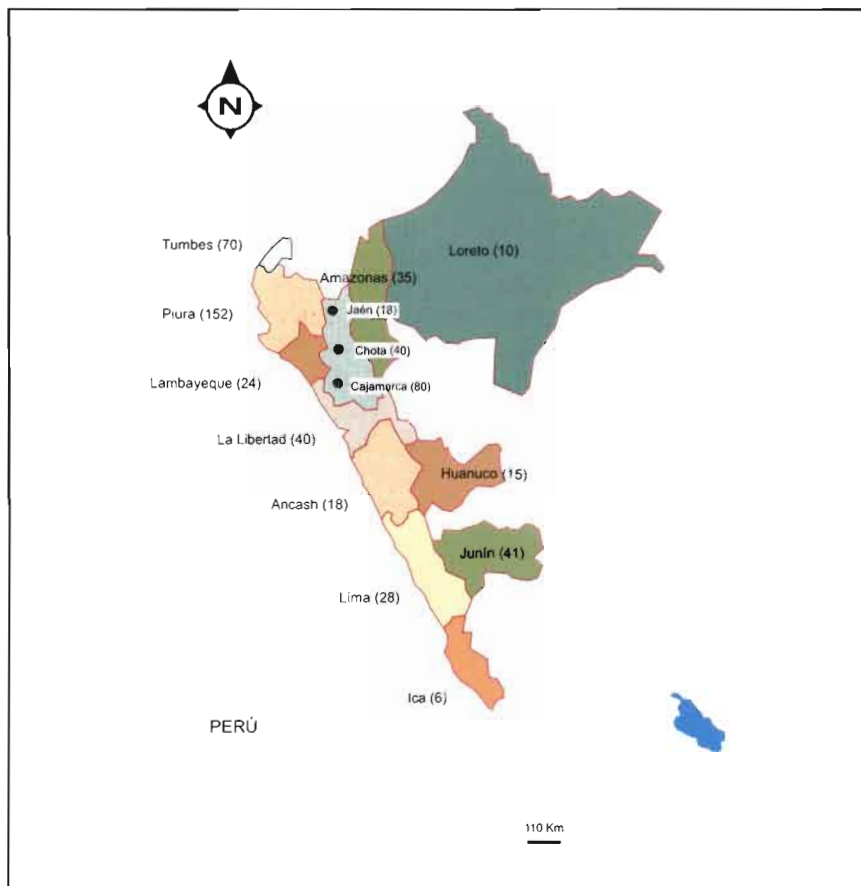 N
Loreto (10)
Tumbes (70)
Amazonas (35)
Piura (152)
Jaén (18)
Chota (40)
Lambayeque (24)
Cajamarca (80)
La Libertad (40)
Huanuco (15)
Ancash (18)
Junín (41)
Lima (28)
Ica (6)
PERÚ
110 Km